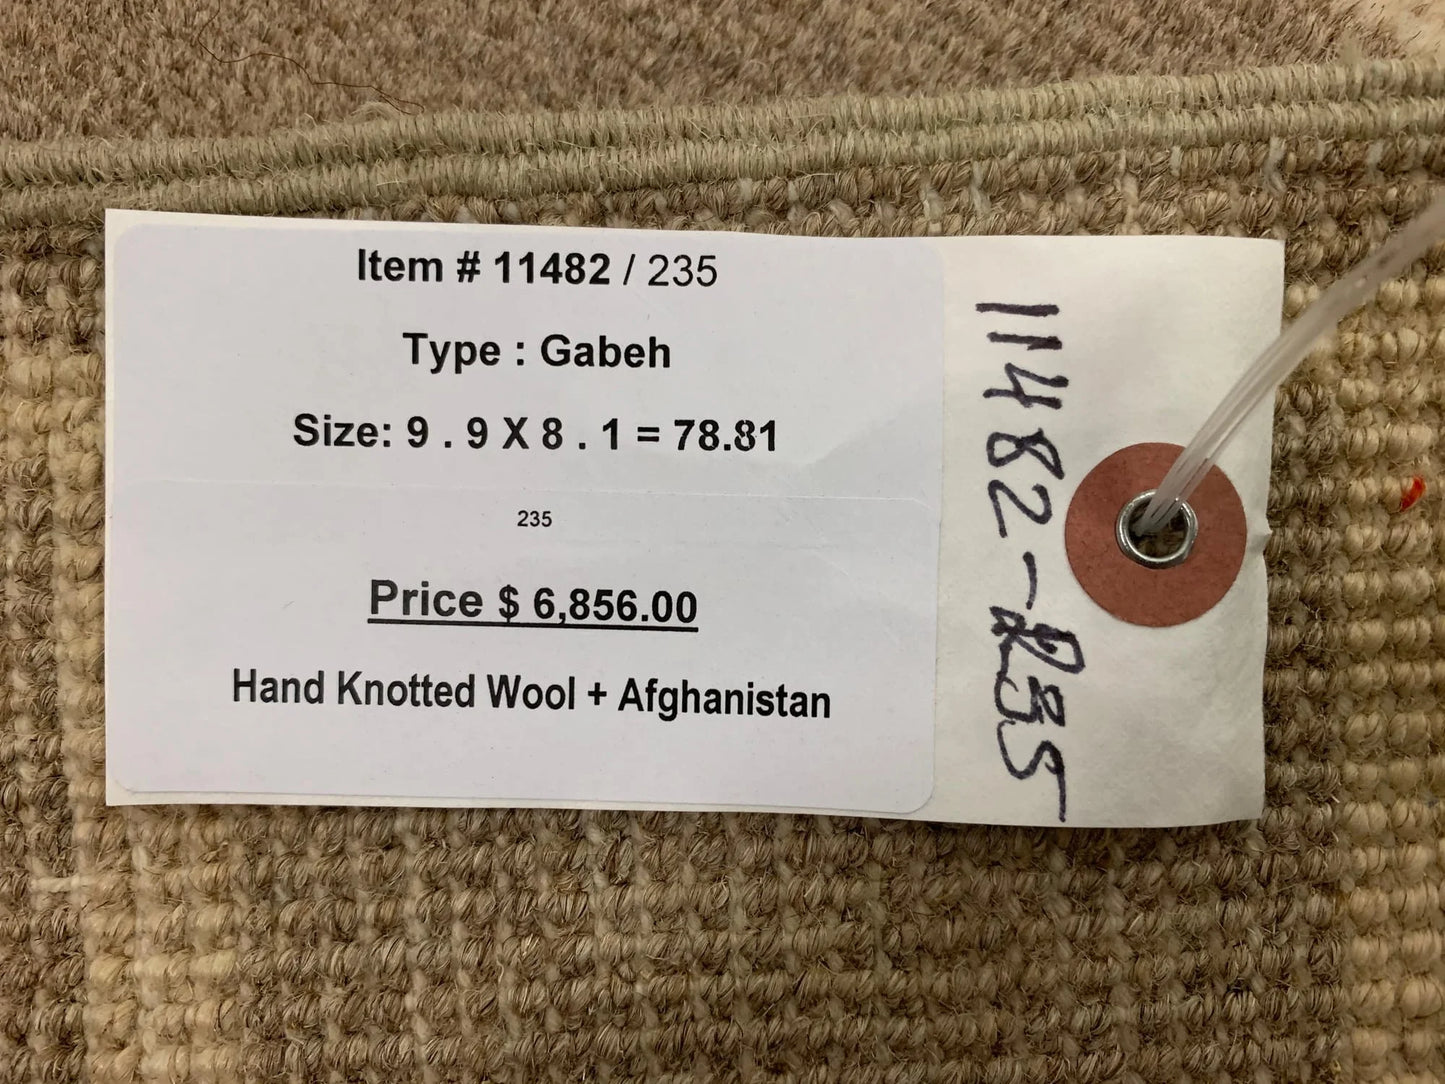 Item # 11482 / 235
Type : Gabeh
Size: 9 . 9 X 8 . 1 = 78.81
235
Price $ 6,856.00
Hand Knotted Wool + Afghanistan
11482-235